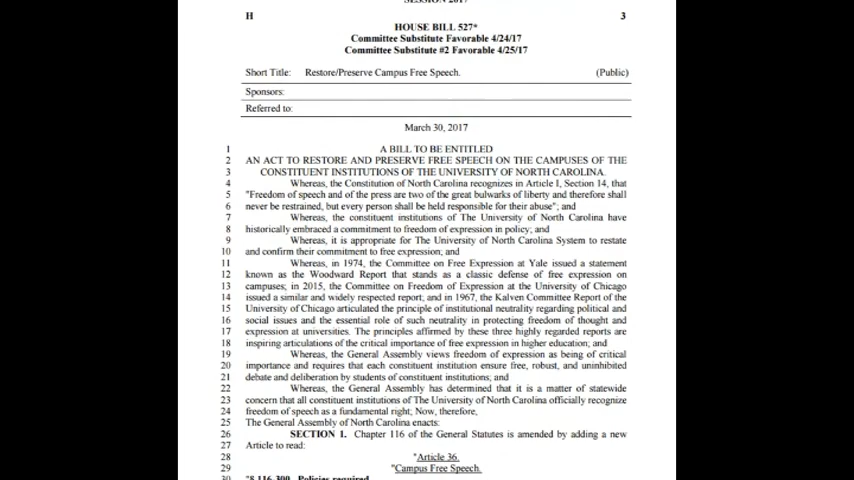 SESSION 2017
H 3
HOUSE BILL 527*
Committee Substitute Favorable 4/24/17
Committee Substitute #2 Favorable 4/25/17
Short Title: Restore/Preserve Campus Free Speech. (Public)
Sponsors:
Referred to:
March 30, 2017
1 A BILL TO BE ENTITLED
2 AN ACT TO RESTORE AND PRESERVE FREE SPEECH ON THE CAMPUSES OF THE
3 CONSTITUENT INSTITUTIONS OF THE UNIVERSITY OF NORTH CAROLINA.
4 Whereas, the Constitution of North Carolina recognizes in Article I, Section 14, that
5 "Freedom of speech and of the press are two of the great bulwarks of liberty and therefore shall
6 never be restrained, but every person shall be held responsible for their abuse"; and
7 Whereas, the constituent institutions of The University of North Carolina have
8 historically embraced a commitment to freedom of expression in policy; and
9 Whereas, it is appropriate for The University of North Carolina System to restate
10 and confirm their commitment to free expression; and
11 Whereas, in 1974, the Committee on Free Expression at Yale issued a statement
12 known as the Woodward Report that stands as a classic defense of free expression on
13 campuses; in 2015, the Committee on Freedom of Expression at the University of Chicago
14 issued a similar and widely respected report; and in 1967, the Kalven Committee Report of the
15 University of Chicago articulated the principle of institutional neutrality regarding political and
16 social issues and the essential role of such neutrality in protecting freedom of thought and
17 expression at universities. The principles affirmed by these three highly regarded reports are
18 inspiring articulations of the critical importance of free expression in higher education; and
19 Whereas, the General Assembly views freedom of expression as being of critical
20 importance and requires that each constituent institution ensure free, robust, and uninhibited
21 debate and deliberation by students of constituent institutions; and
22 Whereas, the General Assembly has determined that it is a matter of statewide
23 concern that all constituent institutions of The University of North Carolina officially recognize
24 freedom of speech as a fundamental right; Now, therefore,
25 The General Assembly of North Carolina enacts:
26 SECTION 1. Chapter 116 of the General Statutes is amended by adding a new
27 Article to read:
28 "Article 36.
29 "Campus Free Speech.
30 "§ 116-300. Policies required.